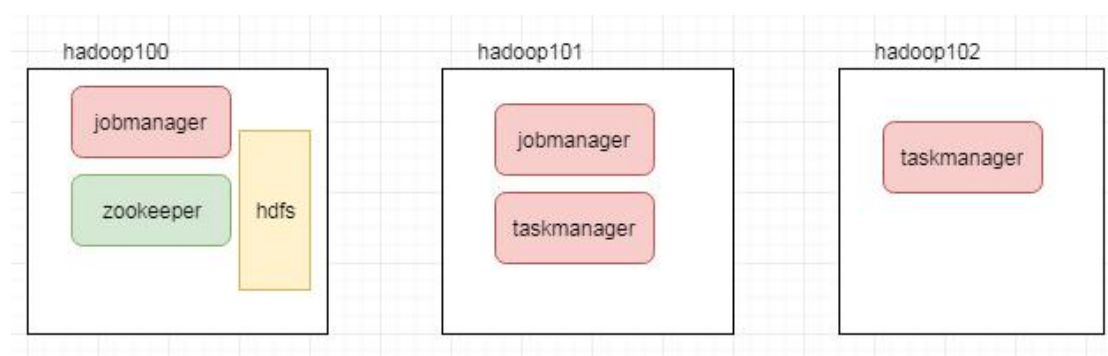 hadoop100
jobmanager
zookeeper
hdfs
hadoop101
jobmanager
taskmanager
hadoop102
taskmanager